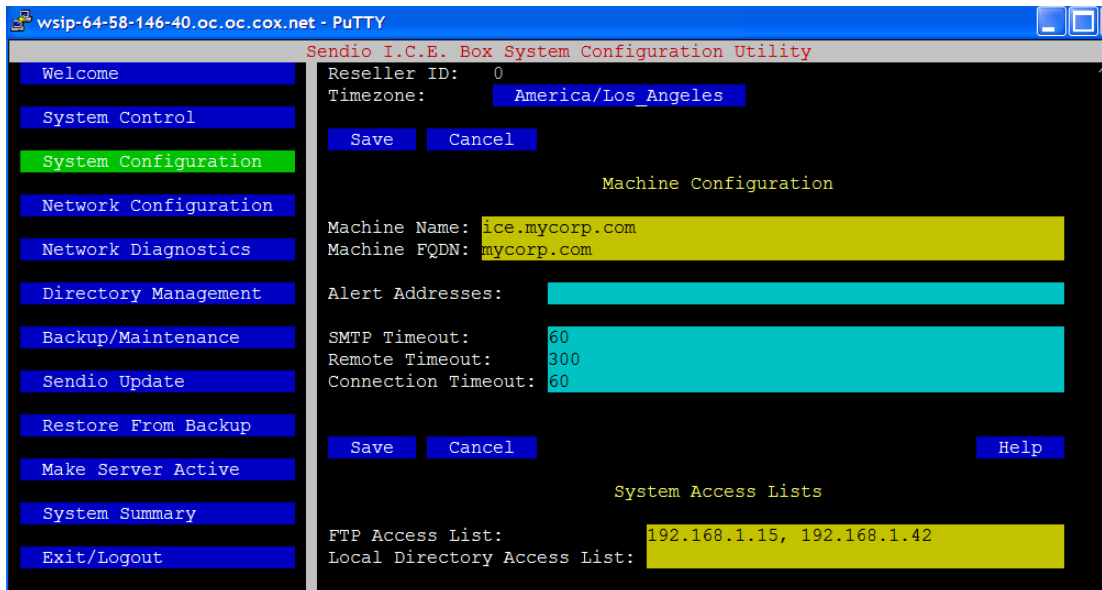 wsip-64-58-146-40.oc.oc.cox.net - PuTTY
Sendio I.C.E. Box System Configuration Utility
Welcome
System Control
System Configuration
Network Configuration
Network Diagnostics
Directory Management
Backup/Maintenance
Sendio Update
Restore From Backup
Make Server Active
System Summary
Exit/Logout
Reseller ID: 0
Timezone: America/Los_Angeles
Save Cancel
Machine Configuration
Machine Name: ice.mycorp.com
Machine FQDN: mycorp.com
Alert Addresses:
SMTP Timeout: 60
Remote Timeout: 300
Connection Timeout: 60
Save Cancel Help
System Access Lists
FTP Access List: 192.168.1.15, 192.168.1.42
Local Directory Access List: